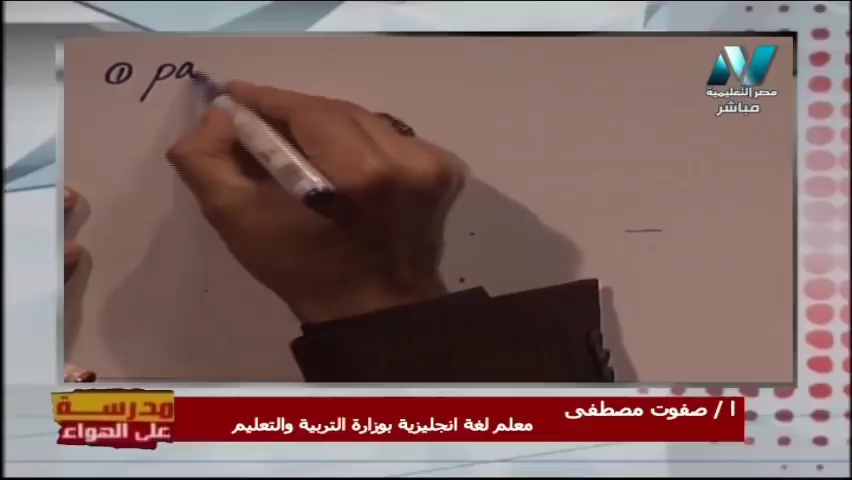 ① pa
مصر التعليمية
مباشر
ا / صفوت مصطفى
معلم لغة انجليزية بوزارة التربية والتعليم
مدرسة
على الهواء